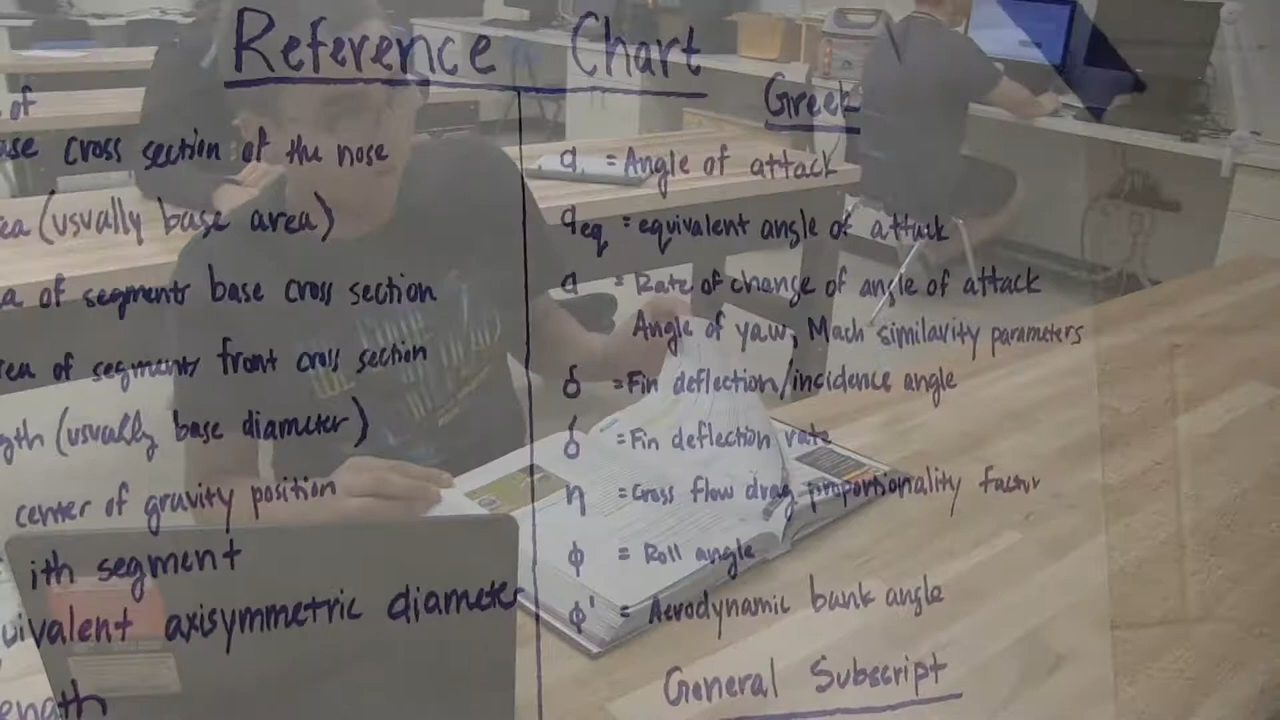 Reference Chart
of
ase cross section of the nose
ea (usually base area)
a of segments base cross section
rea of segments front cross section
gth (usually base diameter)
center of gravity position
ith segment
uivalent axisymmetric diameter
ength
Greek
α = Angle of attack
αeq = equivalent angle of attack
α = Rate of change of angle of attack
Angle of yaw, Mach similarity parameters
δ = Fin deflection/incidence angle
δ = Fin deflection rate
η = Cross flow drag proportionality factor
ϕ = Roll angle
ϕ' = Aerodynamic bank angle
General Subscript